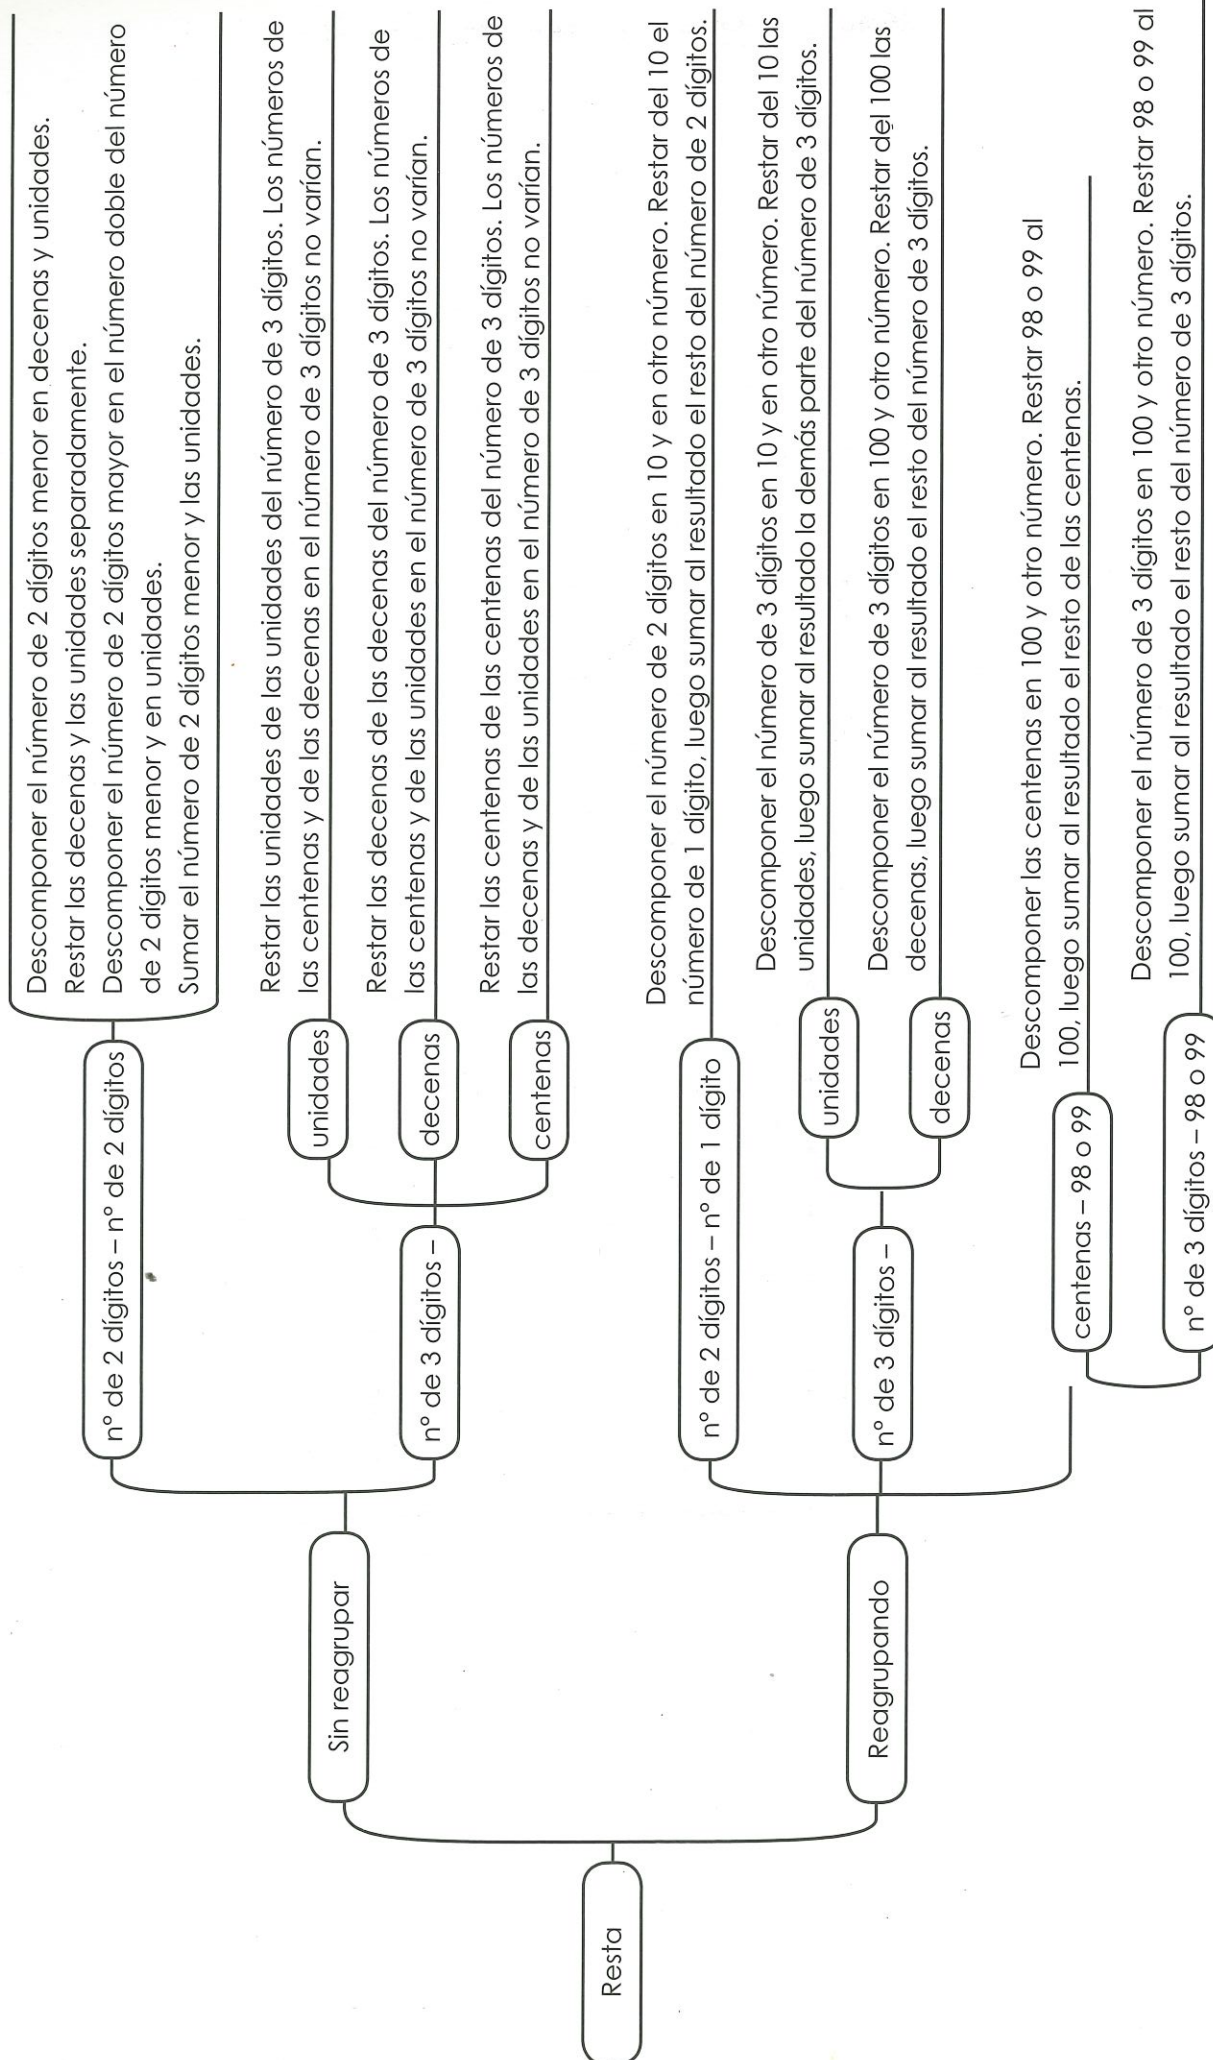 Resta
Sin reagrupar
nº de 2 dígitos – nº de 2 dígitos
Descomponer el número de 2 dígitos menor en decenas y unidades.
Restar las decenas y las unidades separadamente.
Descomponer el número de 2 dígitos mayor en el número doble del número
de 2 dígitos menor y en unidades.
Sumar el número de 2 dígitos menor y las unidades.
nº de 3 dígitos –
unidades
Restar las unidades de las unidades del número de 3 dígitos. Los números de
las centenas y de las decenas en el número de 3 dígitos no varían.
decenas
Restar las decenas de las decenas del número de 3 dígitos. Los números de
las centenas y de las unidades en el número de 3 dígitos no varían.
centenas
Restar las centenas de las centenas del número de 3 dígitos. Los números de
las decenas y de las unidades en el número de 3 dígitos no varían.
Reagrupando
nº de 2 dígitos – nº de 1 dígito
Descomponer el número de 2 dígitos en 10 y en otro número. Restar del 10 el
número de 1 dígito, luego sumar al resultado el resto del número de 2 dígitos.
nº de 3 dígitos –
unidades
Descomponer el número de 3 dígitos en 10 y en otro número. Restar del 10 las
unidades, luego sumar al resultado la demás parte del número de 3 dígitos.
decenas
Descomponer el número de 3 dígitos en 100 y otro número. Restar del 100 las
decenas, luego sumar al resultado el resto del número de 3 dígitos.
centenas – 98 o 99
Descomponer las centenas en 100 y otro número. Restar 98 o 99 al
100, luego sumar al resultado el resto de las centenas.
nº de 3 dígitos – 98 o 99
Descomponer el número de 3 dígitos en 100 y otro número. Restar 98 o 99 al
100, luego sumar al resultado el resto del número de 3 dígitos.